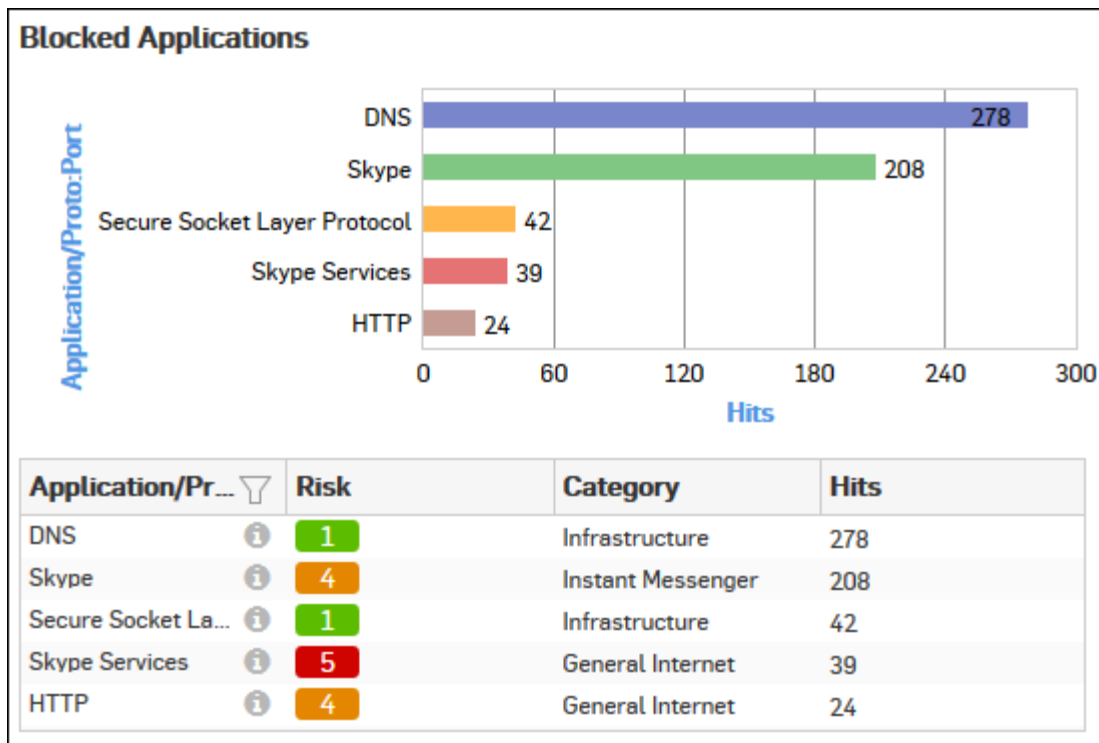 Blocked Applications
Application/Proto:Port
DNS 278
Skype 208
Secure Socket Layer Protocol 42
Skype Services 39
HTTP 24
0 60 120 180 240 300
Hits
Application/Pr... Risk Category Hits
DNS 1 Infrastructure 278
Skype 4 Instant Messenger 208
Secure Socket La... 1 Infrastructure 42
Skype Services 5 General Internet 39
HTTP 4 General Internet 24